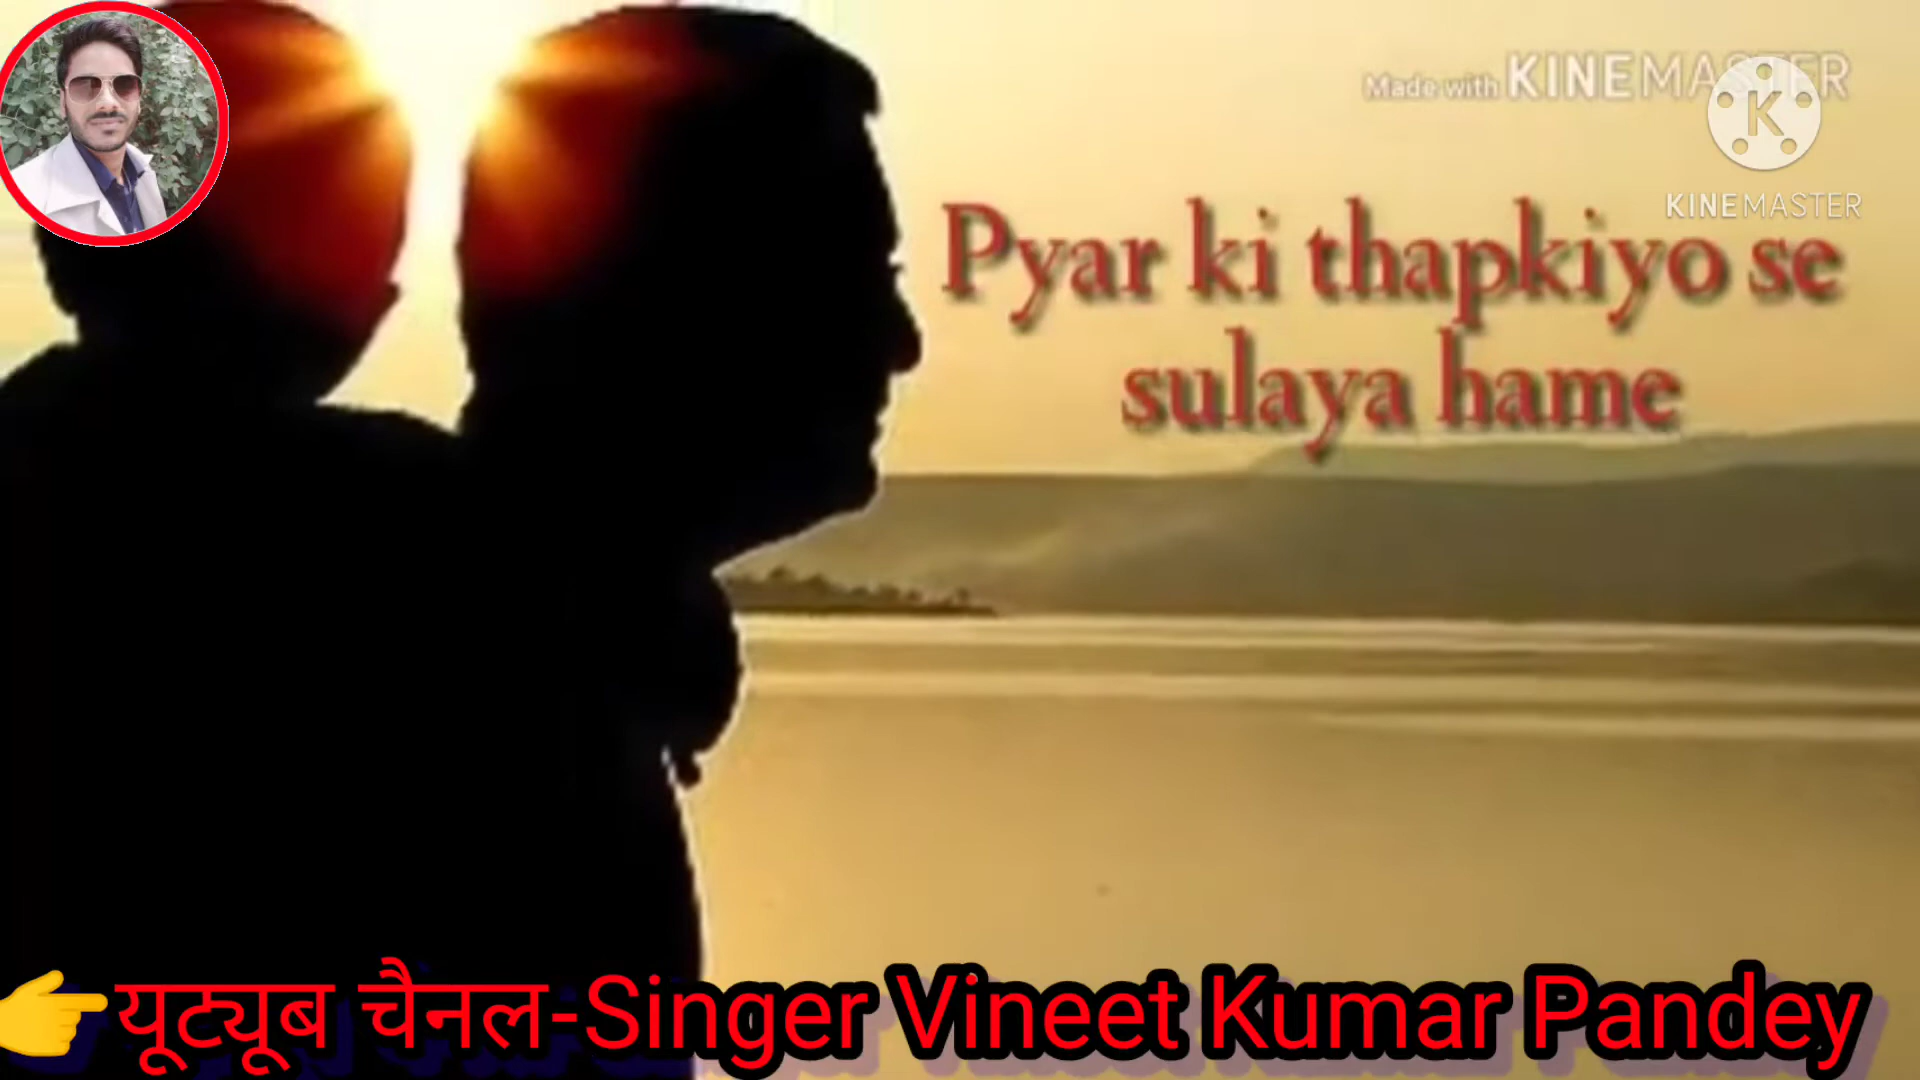 Made with KINEMASTER
K
KINEMASTER
Pyar ki thapkiyo se
sulaya hame
यूट्यूब चैनल-Singer Vineet Kumar Pandey